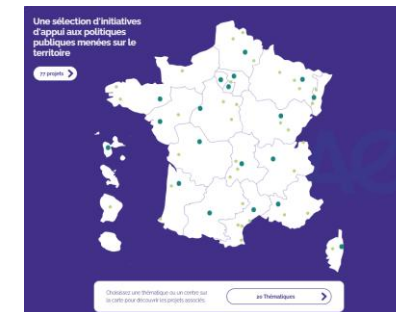 Une sélection d'initiatives
d'appui aux politiques
publiques menées sur le
territoire
77 projets
Choisissez une thématique ou un centre sur
la carte pour découvrir les projets associés.
20 Thématiques